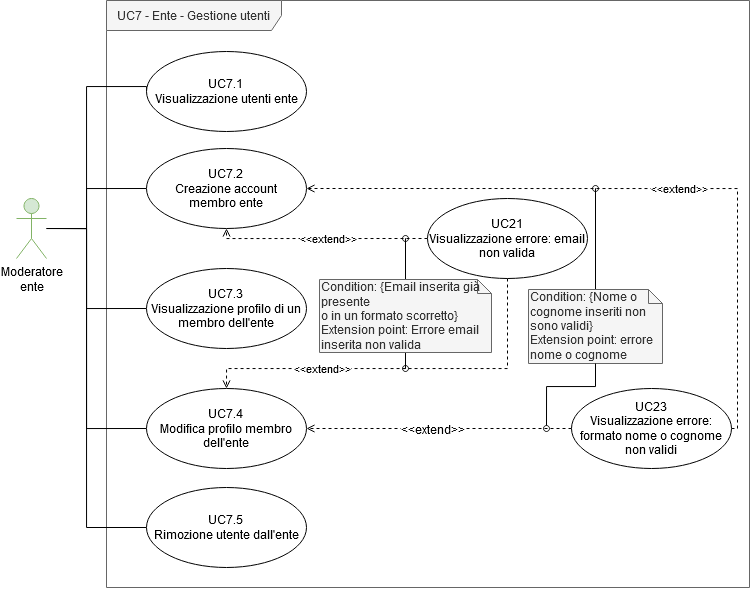 UC7 - Ente - Gestione utenti
UC7.1
Visualizzazione utenti ente
UC7.2
Creazione account
membro ente
<<extend>>
UC21
Visualizzazione errore: email
non valida
<<extend>>
Moderatore
ente
UC7.3
Visualizzazione profilo di un
membro dell'ente
Condition: {Email inserita già
presente
o in un formato scorretto}
Extension point: Errore email
inserita non valida
Condition: {Nome o
cognome inseriti non
sono validi}
Extension point: errore
nome o cognome
<<extend>>
UC7.4
Modifica profilo membro
dell'ente
<<extend>>
UC23
Visualizzazione errore:
formato nome o cognome
non validi
UC7.5
Rimozione utente dall'ente